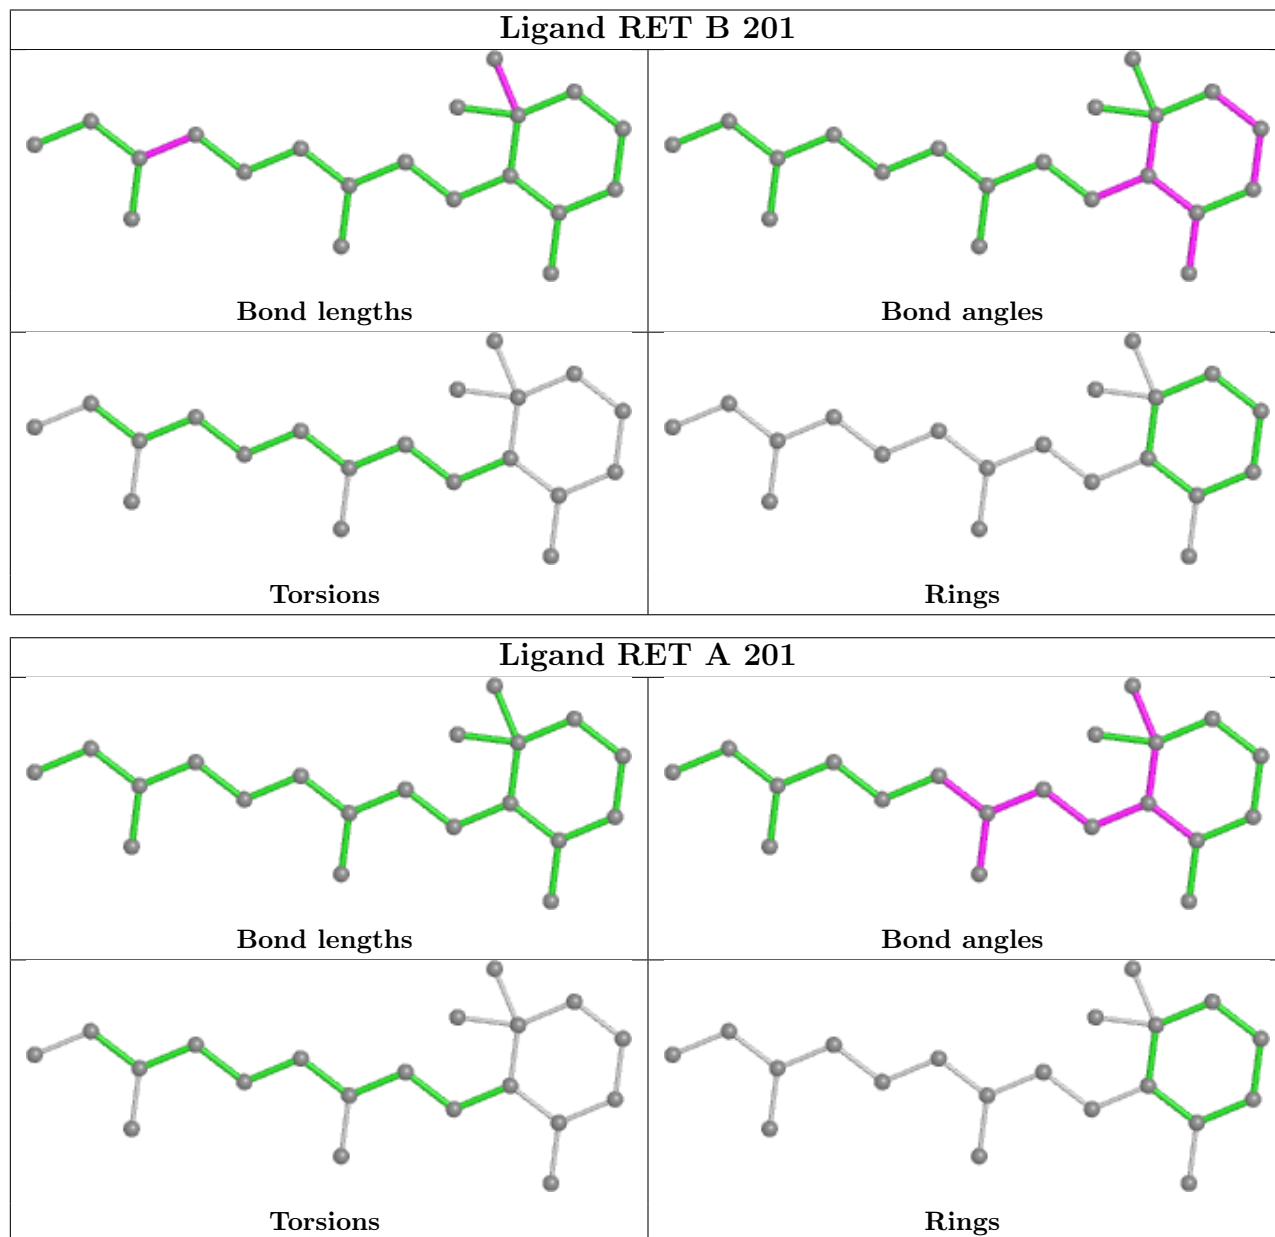 Ligand RET B 201
Bond lengths
Bond angles
Torsions
Rings
Ligand RET A 201
Bond lengths
Bond angles
Torsions
Rings